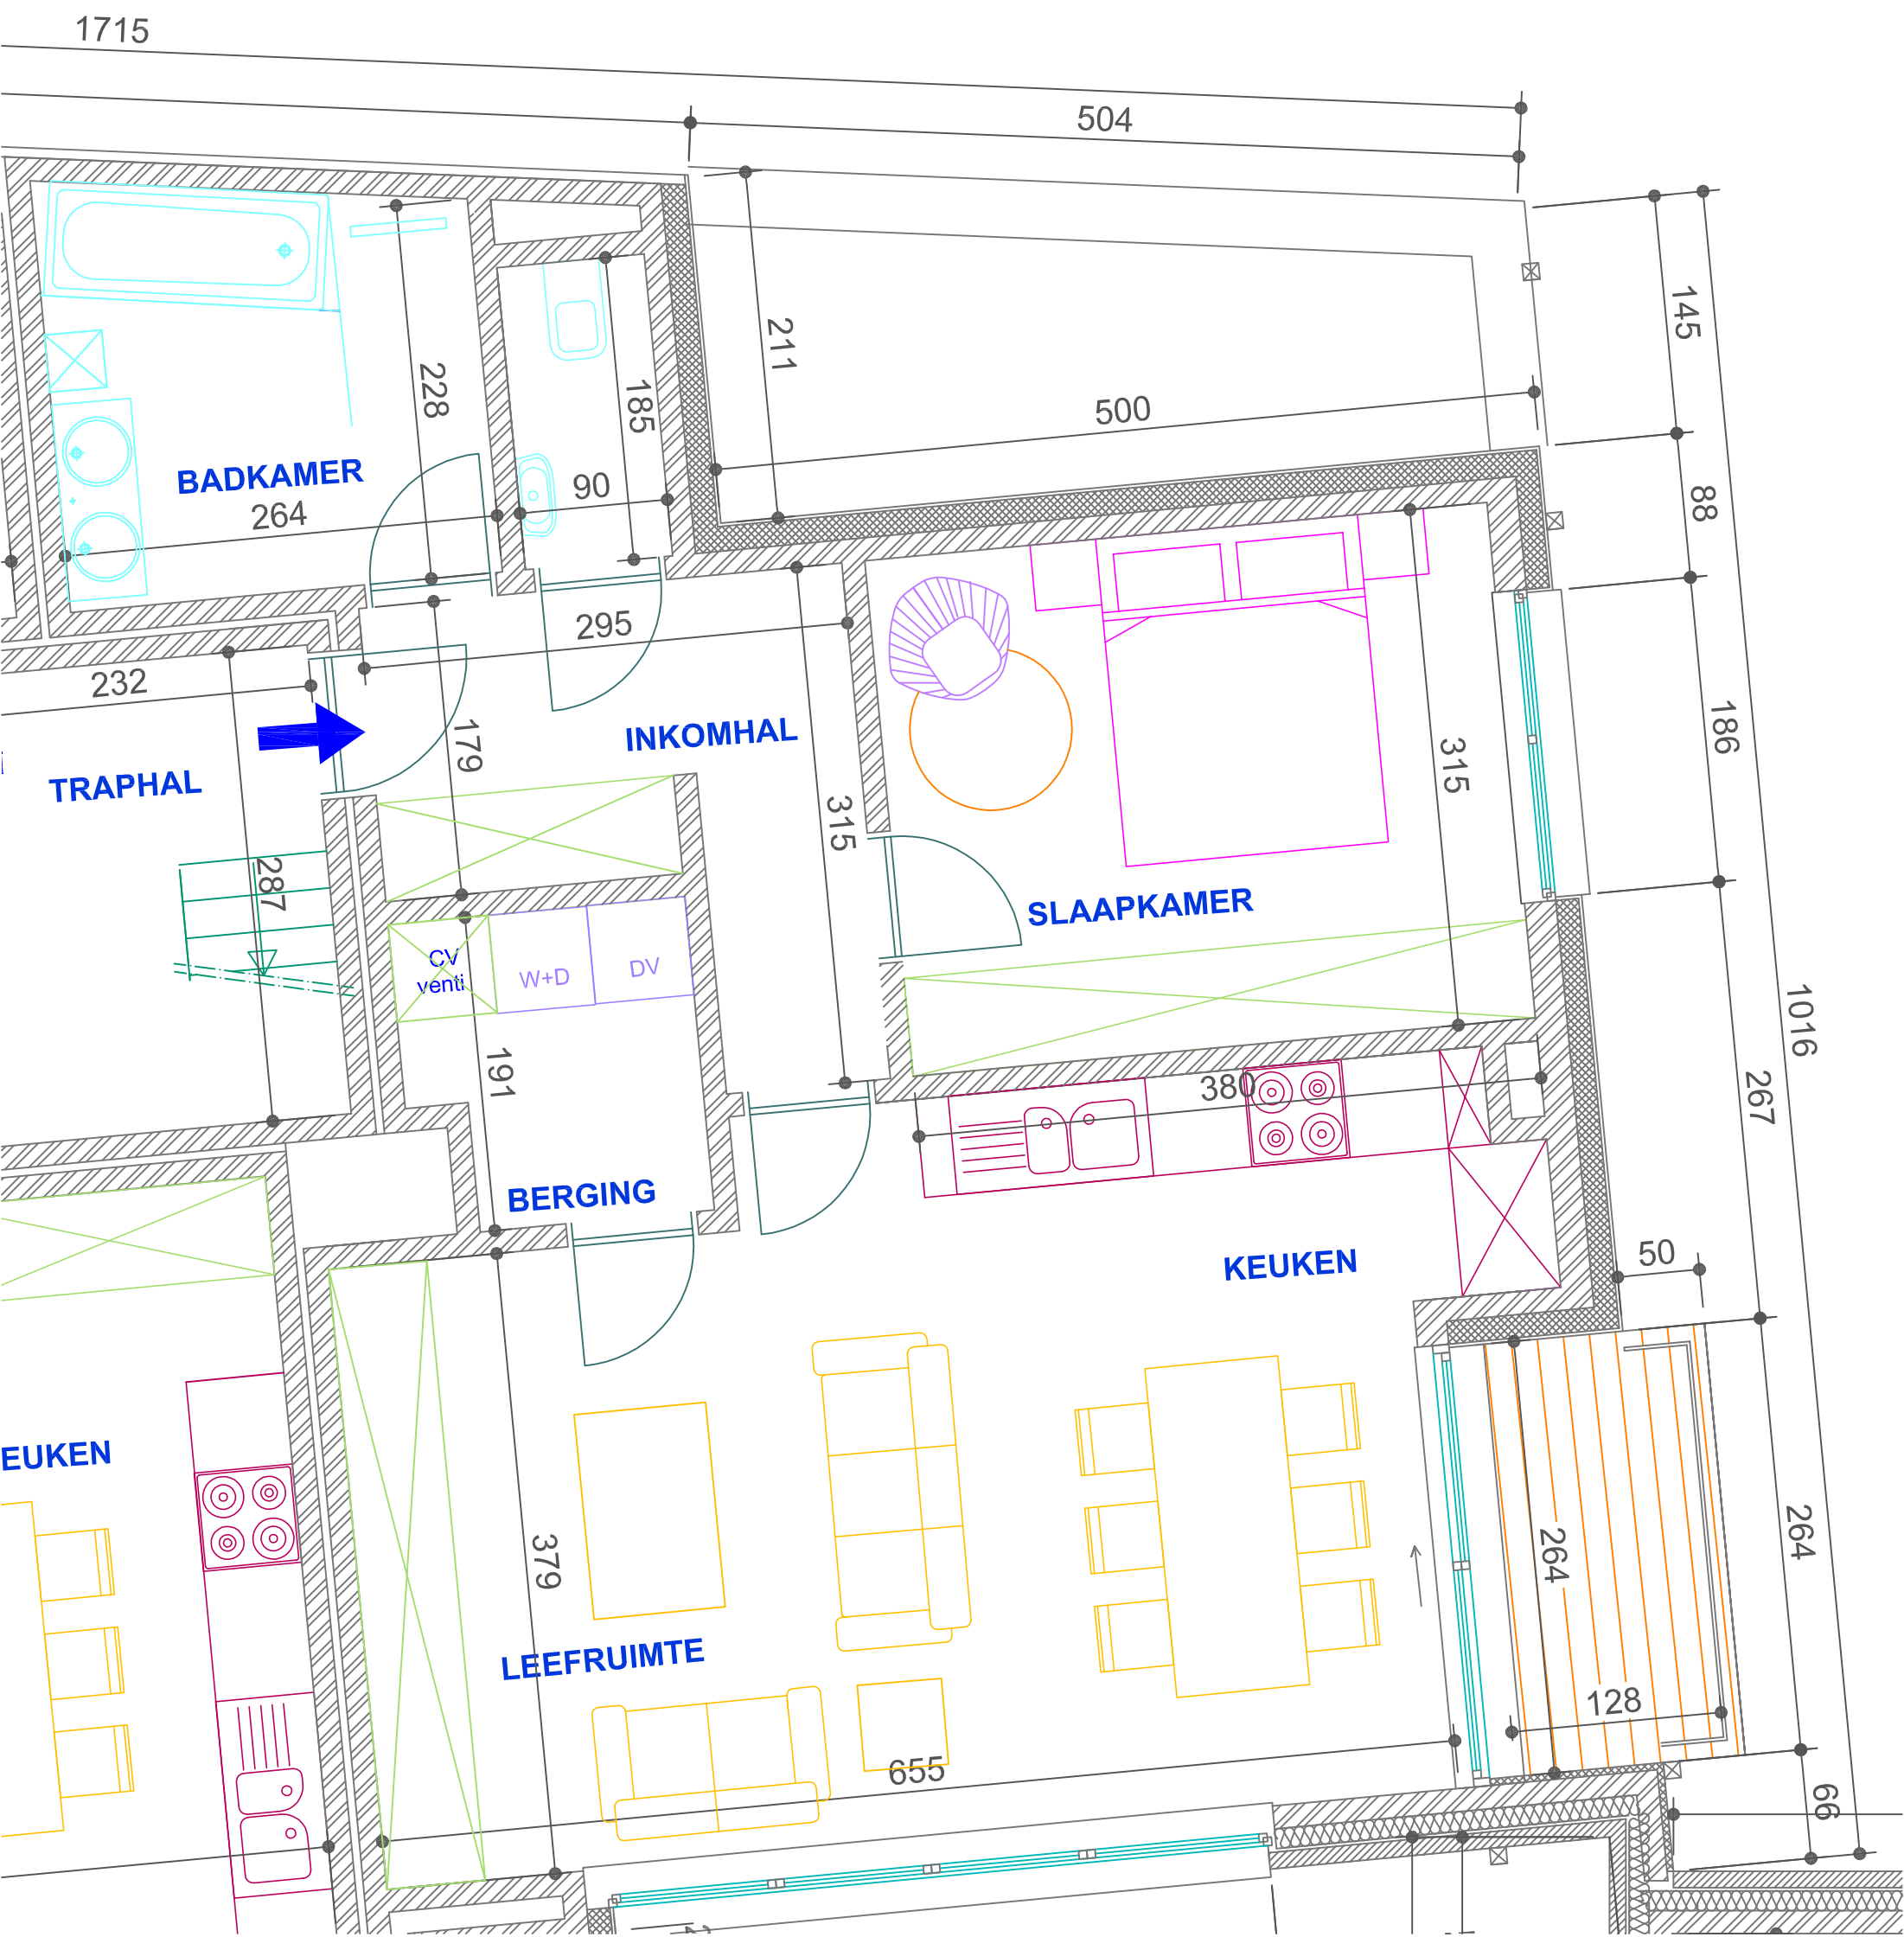 1715
504
145
211
500
228
185
88
BADKAMER
90
264
295
232
186
INKOMHAL
179
315
315
TRAPHAL
287
SLAAPKAMER
CV
venti
W+D
DV
1016
191
380
267
BERGING
50
KEUKEN
EUKEN
379
264
264
LEEFRUIMTE
128
655
66